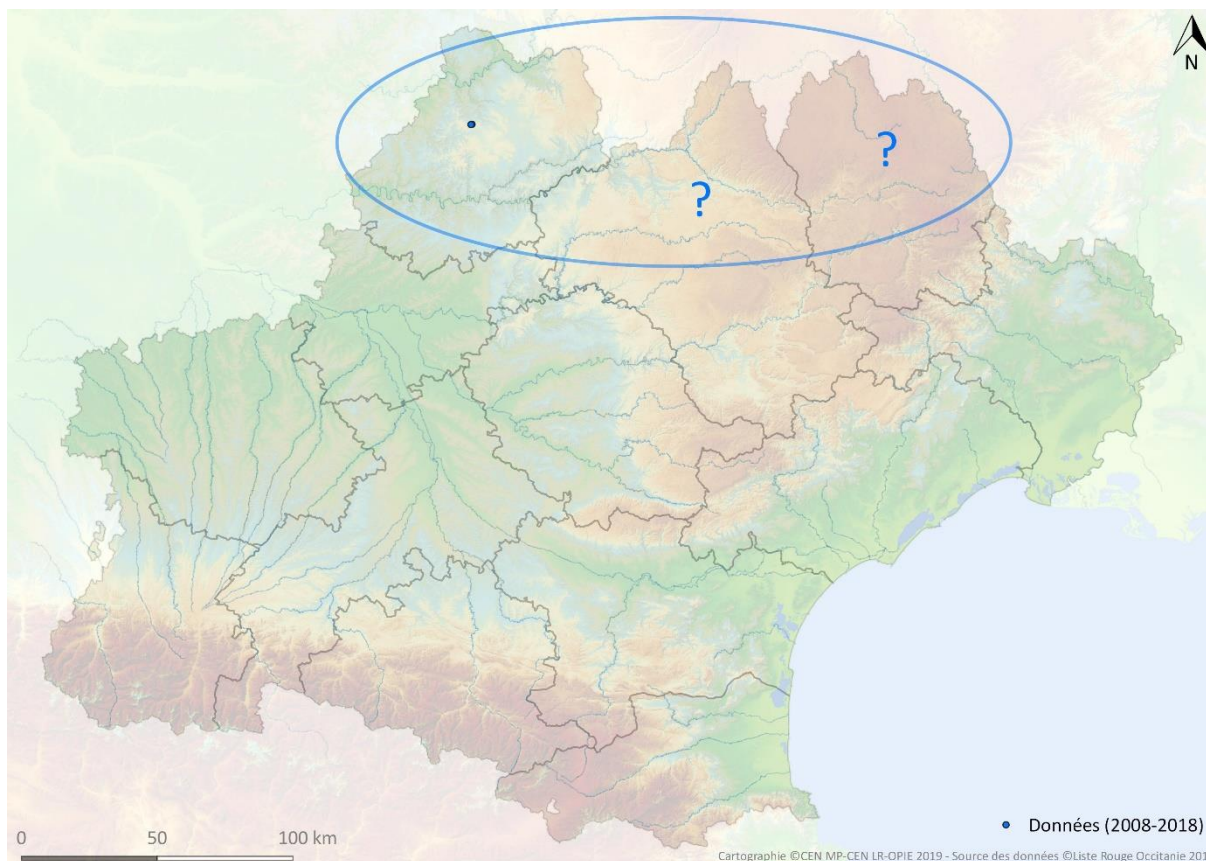 N
?
?
0 50 100 km
Données (2008-2018)
Cartographie ©CEN MP-CEN LR-OPIE 2019 - Source des données ©Liste Rouge Occitanie 201